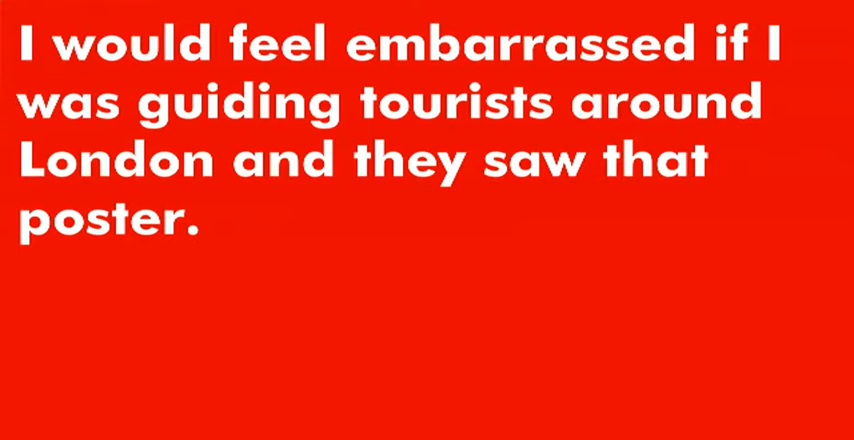 I would feel embarrassed if I
was guiding tourists around
London and they saw that
poster.